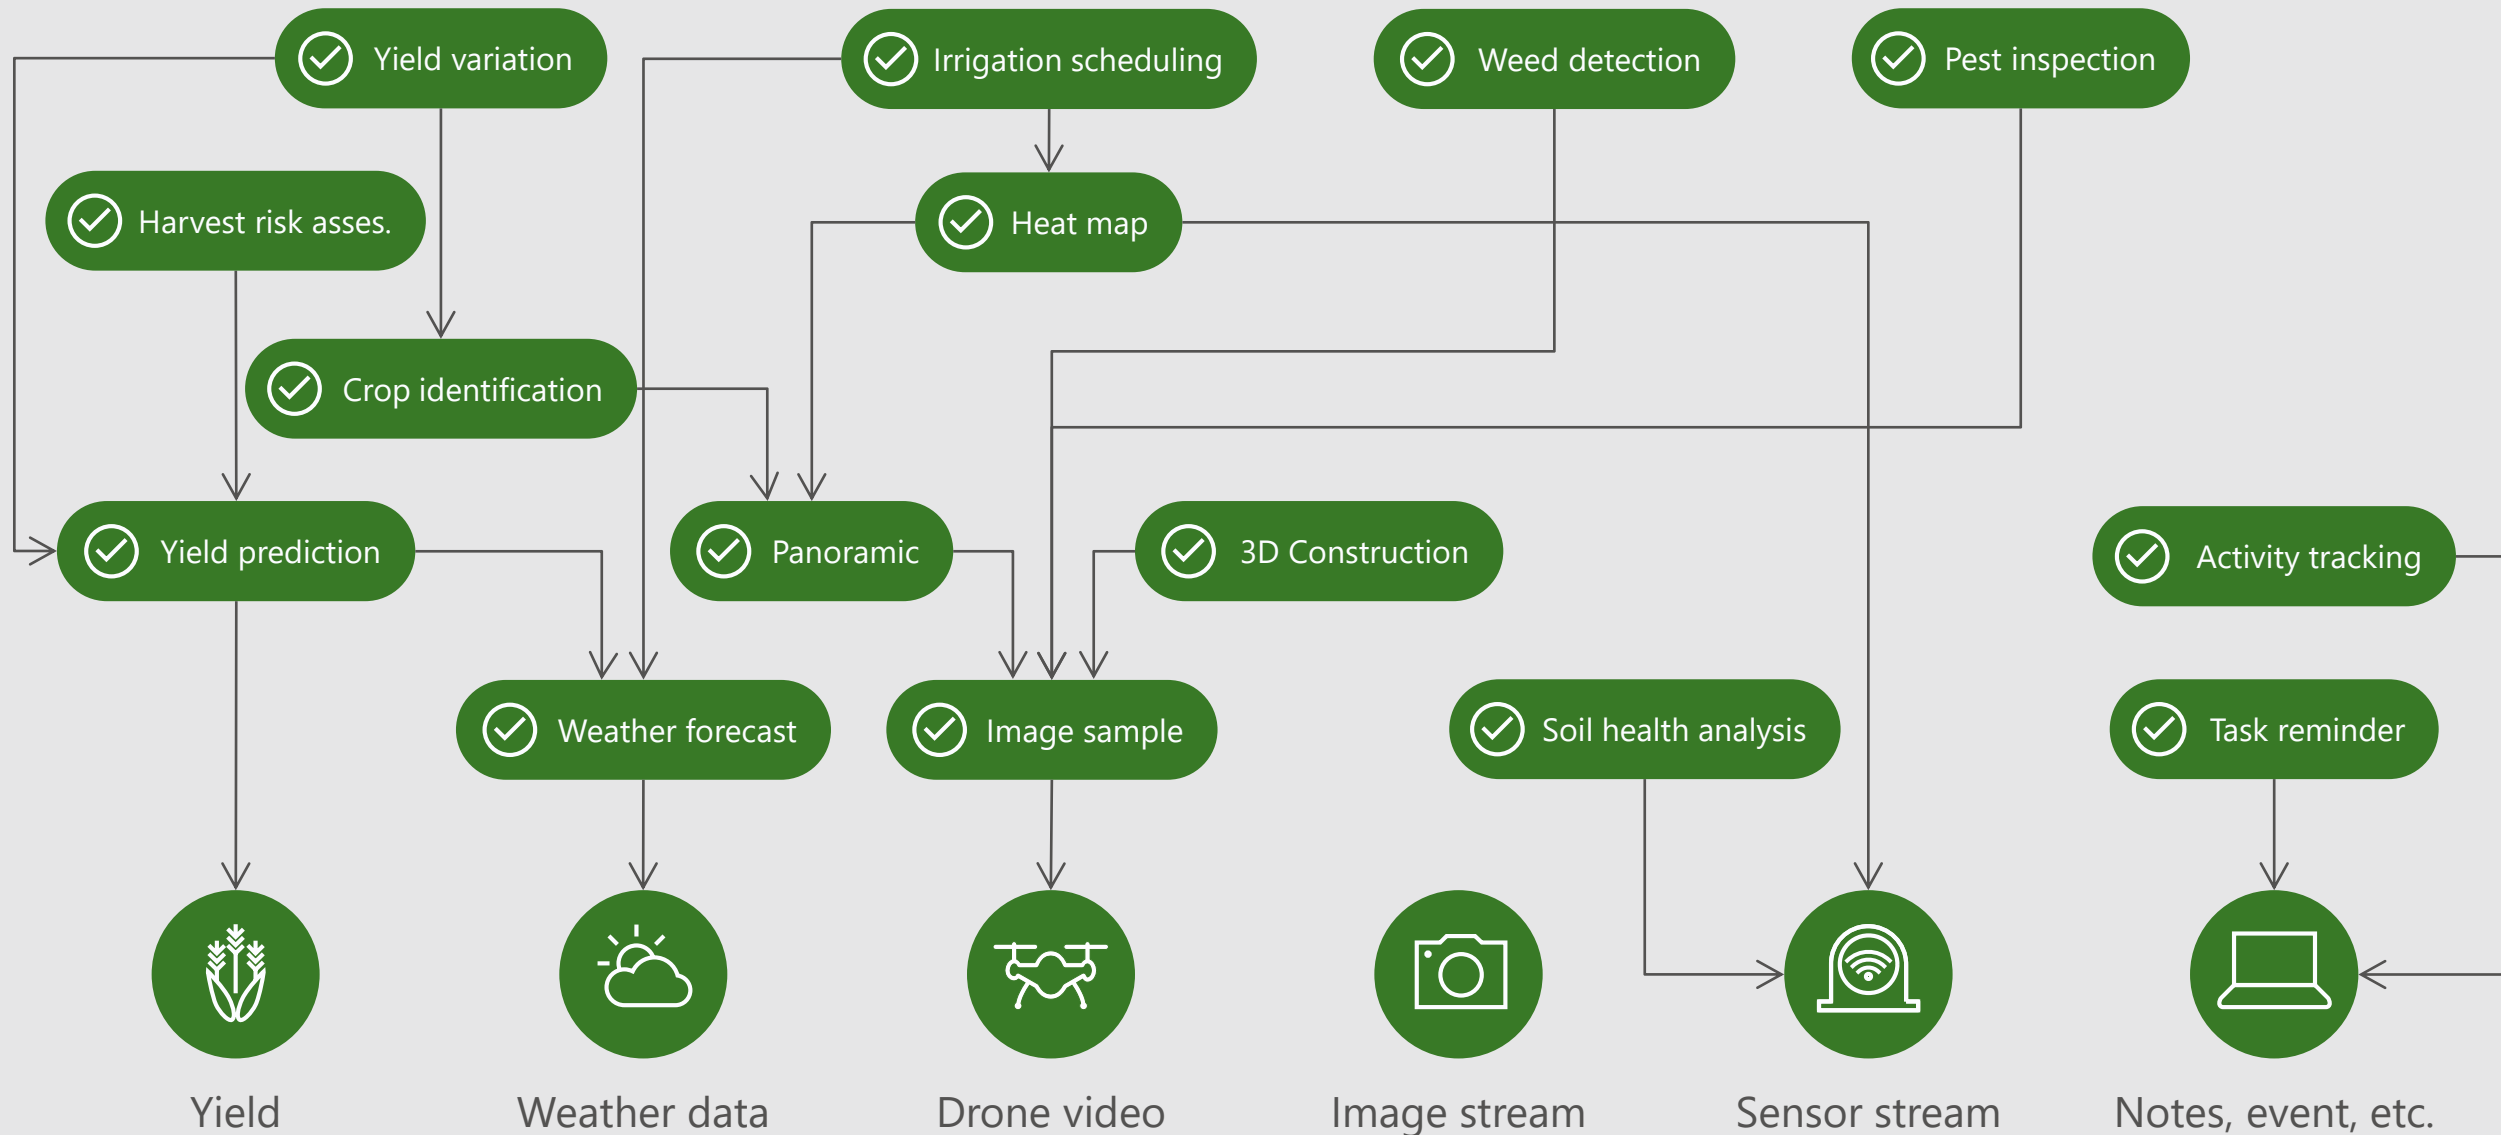 Yield variation
Irrigation scheduling
Weed detection
Pest inspection
Harvest risk asses.
Heat map
Crop identification
Yield prediction
Panoramic
3D Construction
Activity tracking
Weather forecast
Image sample
Soil health analysis
Task reminder
Yield
Weather data
Drone video
Image stream
Sensor stream
Notes, event, etc.